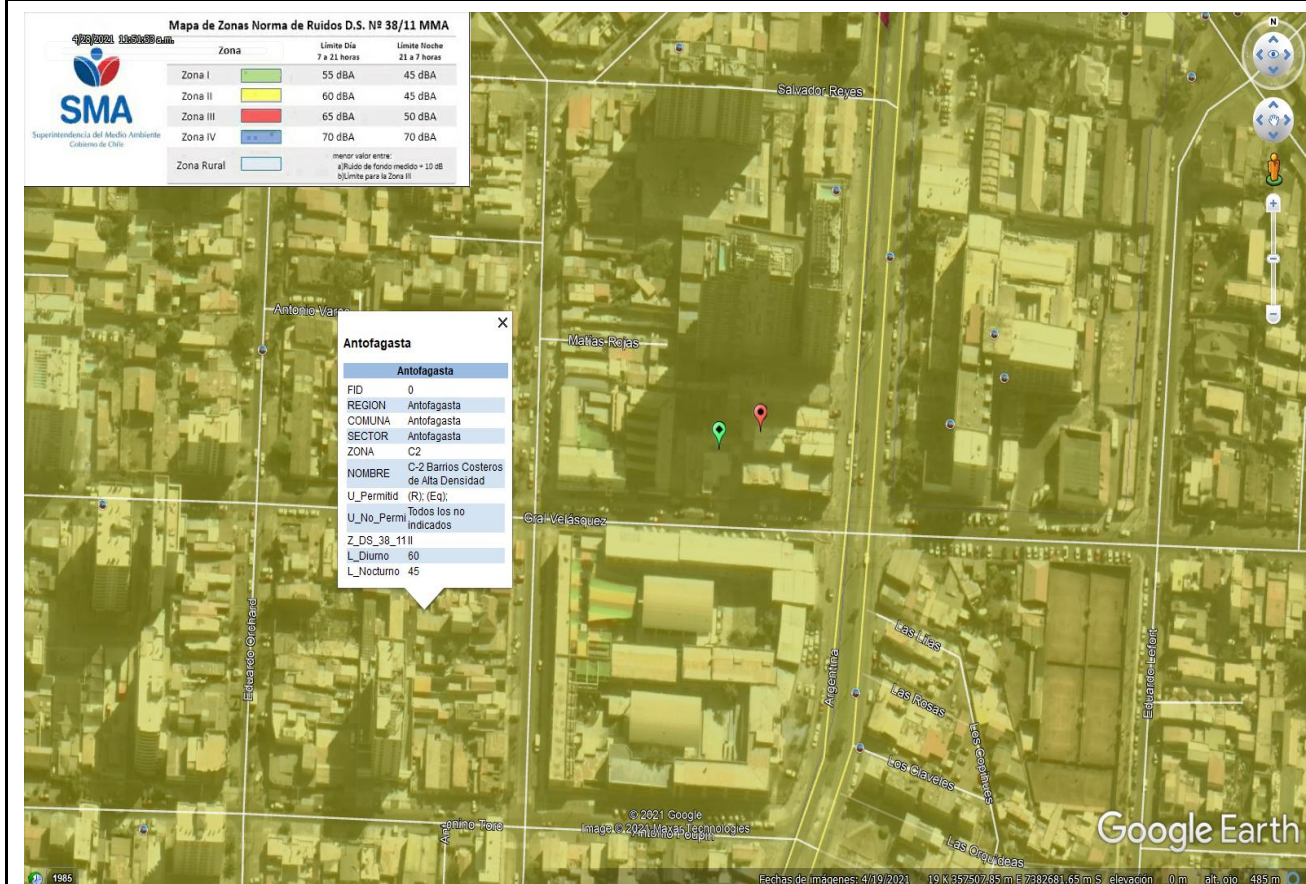 Mapa de Zonas Norma de Ruidos D.S. Nº 38/11 MMA
4/28/2021 11:51:33 a.m.
SMA
Superintendencia del Medio Ambiente
Gobierno de Chile
Zona Límite Día 7 a 21 horas Límite Noche 21 a 7 horas
Zona I 55 dBA 45 dBA
Zona II 60 dBA 45 dBA
Zona III 65 dBA 50 dBA
Zona IV 70 dBA 70 dBA
Zona Rural
menor valor entre:
a)Ruido de fondo medido + 10 dB
b)Límite para la Zona III
N
Salvador Reyes
Antonio Varas
Matías Rojas
Antofagasta
Antofagasta
FID 0
REGION Antofagasta
COMUNA Antofagasta
SECTOR Antofagasta
ZONA C2
NOMBRE C-2 Barrios Costeros de Alta Densidad
U_Permitid (R); (Eq);
U_No_Permi Todos los no indicados
Z_DS_38_11 II
L_Diurno 60
L_Nocturno 45
Gral Velásquez
Eduardo Orchard
Argentina
Eduardo Lefort
Las Lilas
Las Rosas
Los Copihues
Los Claveles
Las Orquídeas
Antonino Toro
Antonio Poupin
© 2021 Google
Image © 2021 Maxar Technologies
Google Earth
1985
Fechas de imágenes: 4/19/2021 19 K 357507.85 m E 7382681.65 m S elevación 0 m alt. ojo 485 m